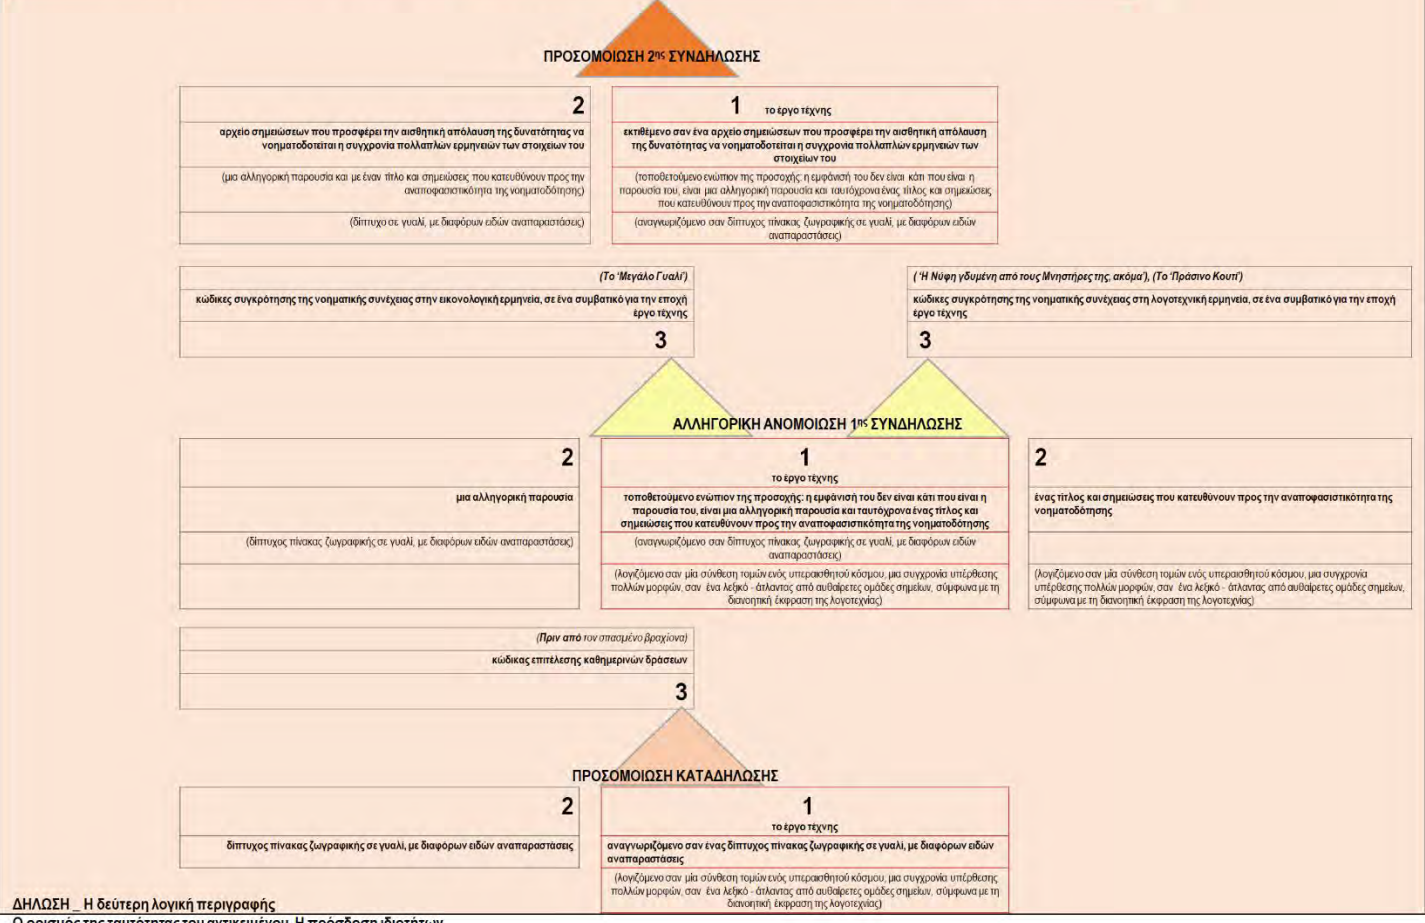 ΠΡΟΣΟΜΟΙΩΣΗ 2ης ΣΥΝΔΗΛΩΣΗΣ
2
αρχείο σημειώσεων που προσφέρει την αισθητική απόλαυση της δυνατότητας να
νοηματοδοτείται η συγχρονία πολλαπλών ερμηνειών των στοιχείων του
(μια αλληγορική παρουσία και με έναν τίτλο και σημειώσεις που κατευθύνουν προς την
αναποφασιστικότητα της νοηματοδότησης)
(δίπτυχο σε γυαλί, με διαφόρων ειδών αναπαραστάσεις)
1 το έργο τέχνης
εκτιθέμενο σαν ένα αρχείο σημειώσεων που προσφέρει την αισθητική απόλαυση
της δυνατότητας να νοηματοδοτείται η συγχρονία πολλαπλών ερμηνειών των
στοιχείων του
(τοποθετούμενο ενώπιον της προσοχής: η εμφάνισή του δεν είναι κάτι που είναι η
παρουσία του, είναι μια αλληγορική παρουσία και ταυτόχρονα ένας τίτλος και σημειώσεις
που κατευθύνουν προς την αναποφασιστικότητα της νοηματοδότησης)
(αναγνωριζόμενο σαν δίπτυχος πίνακας ζωγραφικής σε γυαλί, με διαφόρων ειδών
αναπαραστάσεις)
(Το 'Μεγάλο Γυαλί')
κώδικες συγκρότησης της νοηματικής συνέχειας στην εικονολογική ερμηνεία, σε ένα συμβατικό για την εποχή
έργο τέχνης
3
( 'Η Νύφη γδυμένη από τους Μνηστήρες της, ακόμα'), (Το 'Πράσινο Κουτί')
κώδικες συγκρότησης της νοηματικής συνέχειας στη λογοτεχνική ερμηνεία, σε ένα συμβατικό για την εποχή
έργο τέχνης
3
ΑΛΛΗΓΟΡΙΚΗ ΑΝΟΜΟΙΩΣΗ 1ης ΣΥΝΔΗΛΩΣΗΣ
2
μια αλληγορική παρουσία
(δίπτυχος πίνακας ζωγραφικής σε γυαλί, με διαφόρων ειδών αναπαραστάσεις)
1
το έργο τέχνης
τοποθετούμενο ενώπιον της προσοχής: η εμφάνισή του δεν είναι κάτι που είναι η
παρουσία του, είναι μια αλληγορική παρουσία και ταυτόχρονα ένας τίτλος και
σημειώσεις που κατευθύνουν προς την αναποφασιστικότητα της νοηματοδότησης
(αναγνωριζόμενο σαν δίπτυχος πίνακας ζωγραφικής σε γυαλί, με διαφόρων ειδών
αναπαραστάσεις)
(λογιζόμενο σαν μία σύνθεση τομών ενός υπεραισθητού κόσμου, μια συγχρονία υπέρθεσης
πολλών μορφών, σαν ένα λεξικό - άτλαντας από αυθαίρετες ομάδες σημείων, σύμφωνα με τη
διανοητική έκφραση της λογοτεχνίας)
2
ένας τίτλος και σημειώσεις που κατευθύνουν προς την αναποφασιστικότητα της
νοηματοδότησης
(λογιζόμενο σαν μία σύνθεση τομών ενός υπεραισθητού κόσμου, μια συγχρονία
υπέρθεσης πολλών μορφών, σαν ένα λεξικό - άτλαντας από αυθαίρετες ομάδες σημείων,
σύμφωνα με τη διανοητική έκφραση της λογοτεχνίας)
(Πριν από τον σπασμένο βραχίονα)
κώδικας επιτέλεσης καθημερινών δράσεων
3
ΠΡΟΣΟΜΟΙΩΣΗ ΚΑΤΑΔΗΛΩΣΗΣ
2
δίπτυχος πίνακας ζωγραφικής σε γυαλί, με διαφόρων ειδών αναπαραστάσεις
1
το έργο τέχνης
αναγνωριζόμενο σαν ένας δίπτυχος πίνακας ζωγραφικής σε γυαλί, με διαφόρων ειδών
αναπαραστάσεις
(λογιζόμενο σαν μία σύνθεση τομών ενός υπεραισθητού κόσμου, μια συγχρονία υπέρθεσης
πολλών μορφών, σαν ένα λεξικό - άτλαντας από αυθαίρετες ομάδες σημείων, σύμφωνα με τη
διανοητική έκφραση της λογοτεχνίας)
ΔΗΛΩΣΗ _ Η δεύτερη λογική περιγραφής
Ο ορισμός της ταυτότητας του αντικειμένου. Η πρόσδοση ιδιοτήτων